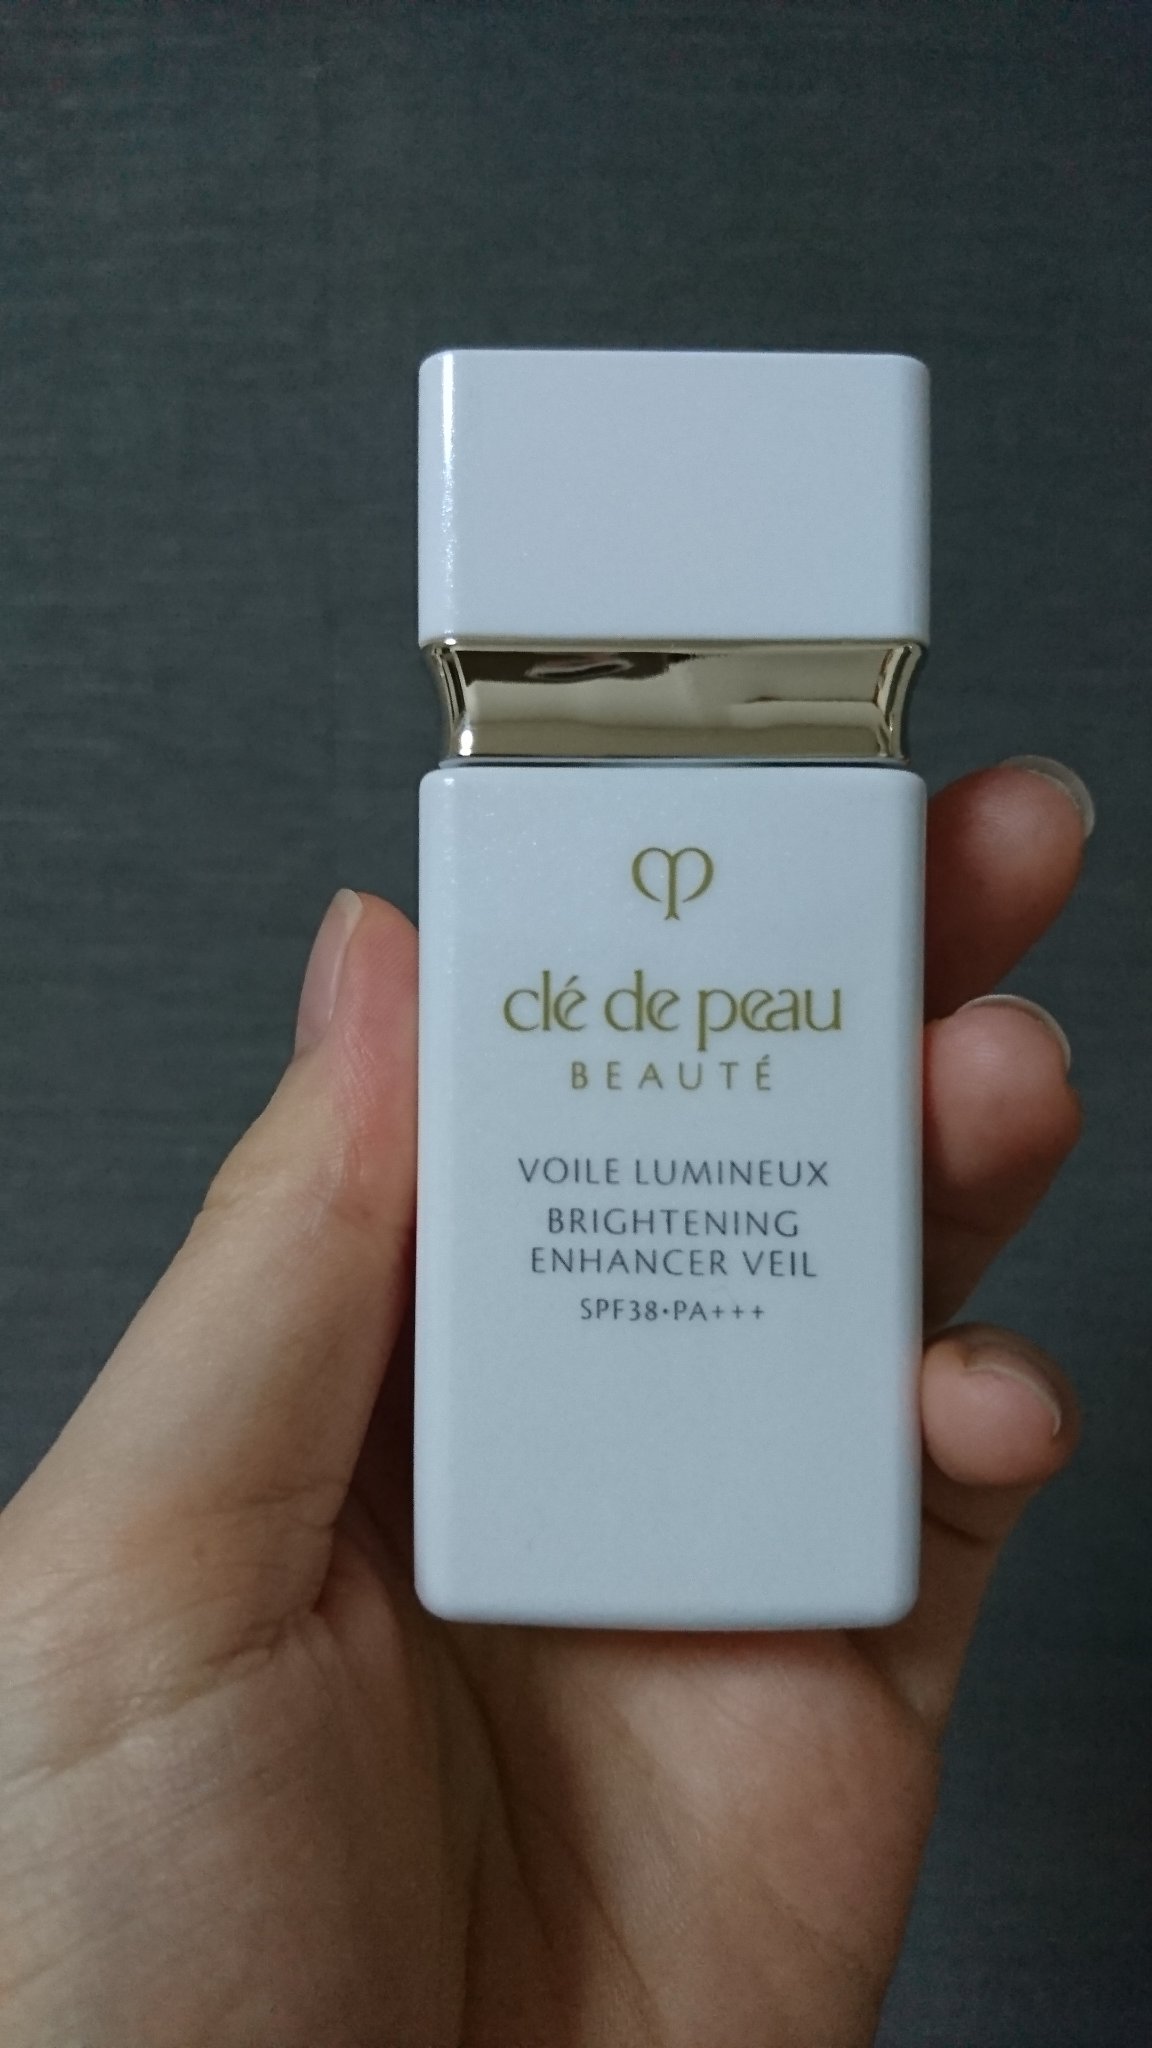 clé de peau
BEAUTÉ
VOILE LUMINEUX
BRIGHTENING
ENHANCER VEIL
SPF38•PA+++